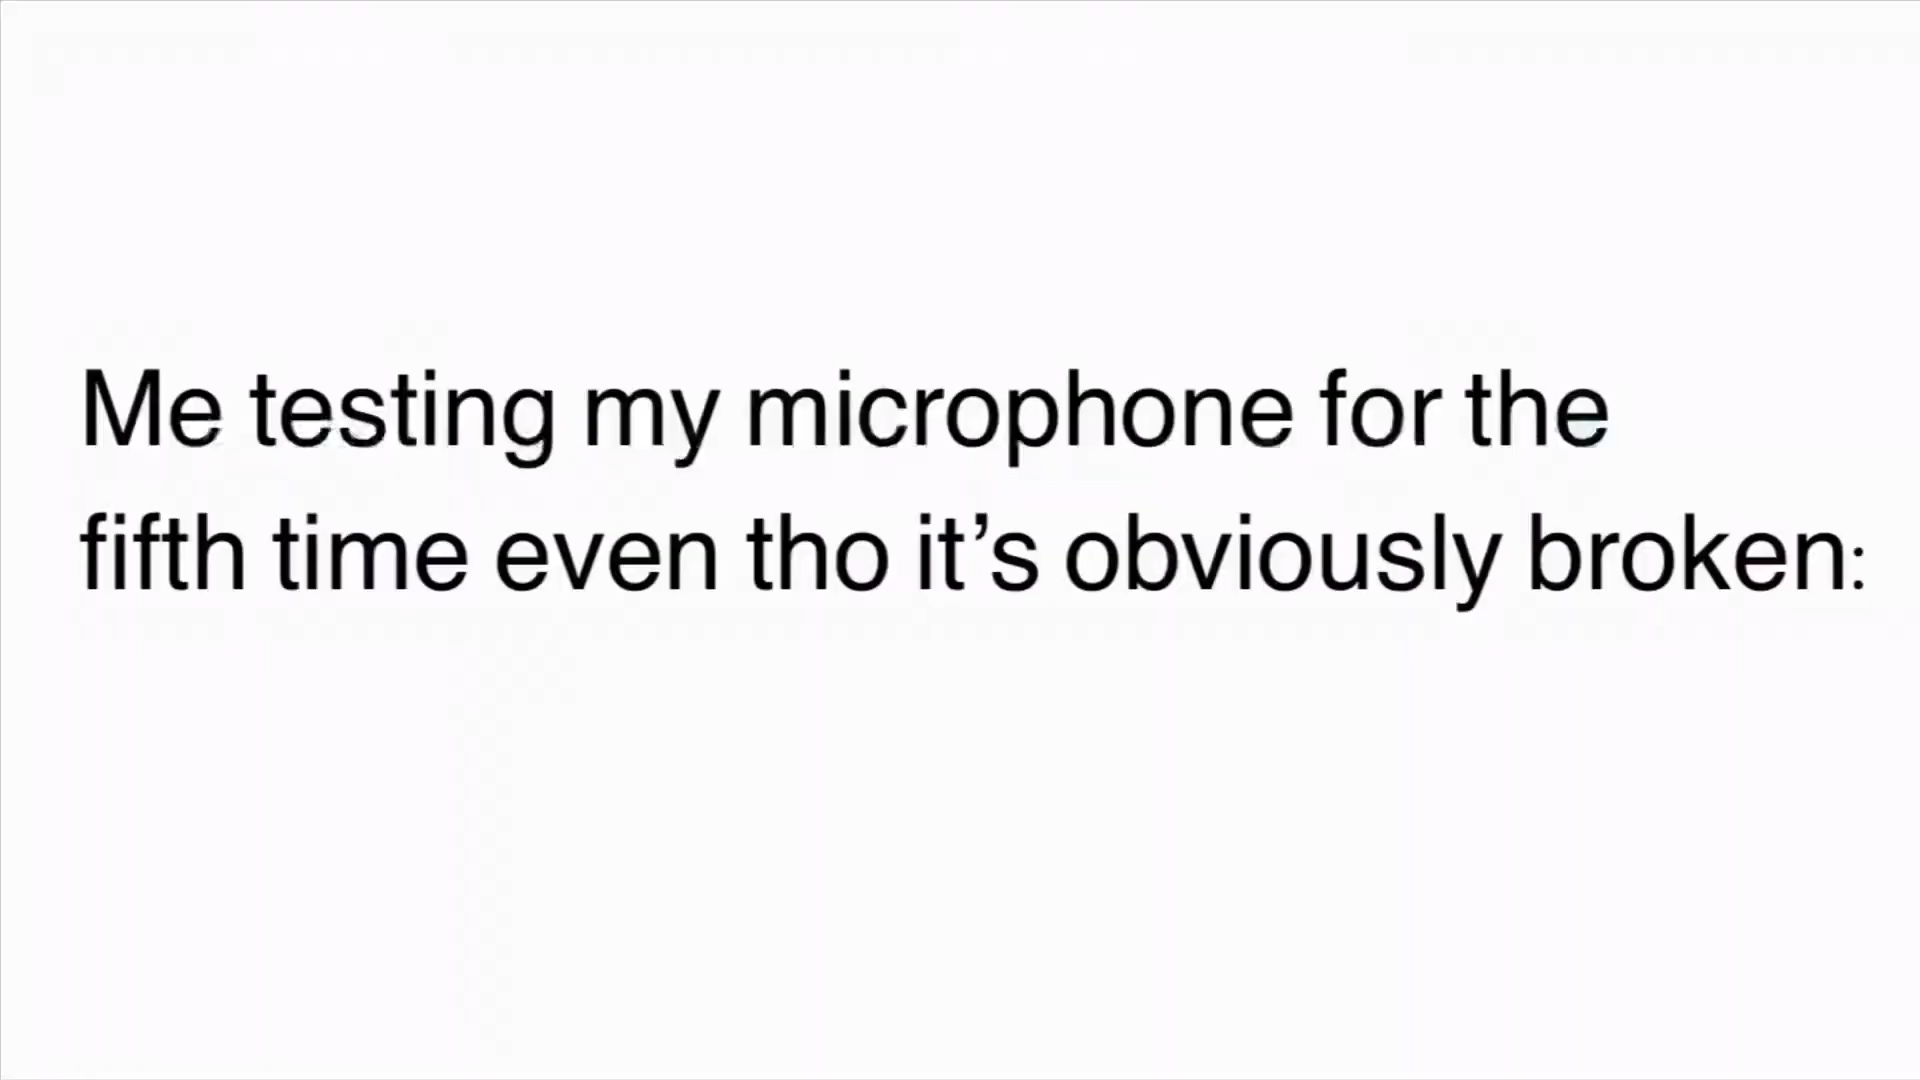 Me testing my microphone for the
fifth time even tho it’s obviously broken: